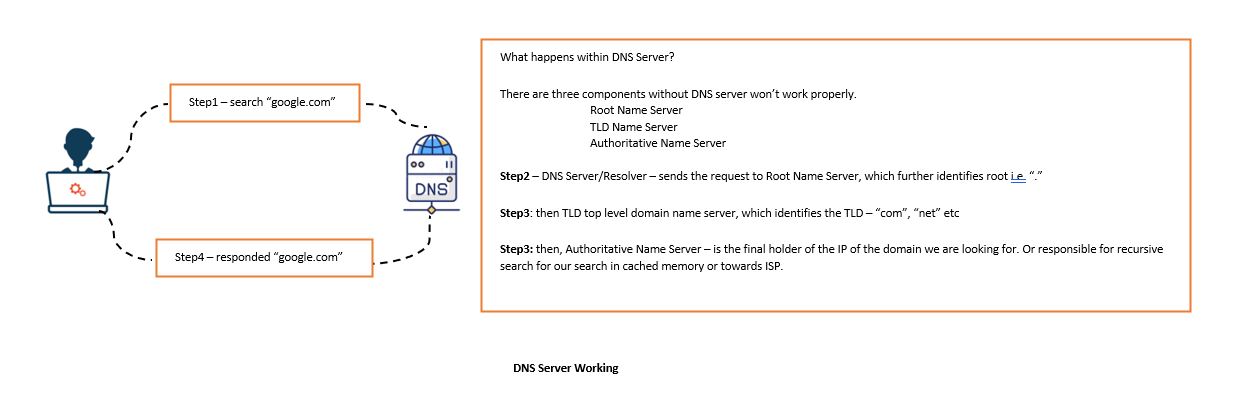 Step1 – search “google.com”
DNS
Step4 – responded “google.com”
What happens within DNS Server?
There are three components without DNS server won’t work properly.
Root Name Server
TLD Name Server
Authoritative Name Server
Step2 – DNS Server/Resolver – sends the request to Root Name Server, which further identifies root i.e. “.”
Step3: then TLD top level domain name server, which identifies the TLD – “com”, “net” etc
Step3: then, Authoritative Name Server – is the final holder of the IP of the domain we are looking for. Or responsible for recursive
search for our search in cached memory or towards ISP.
DNS Server Working